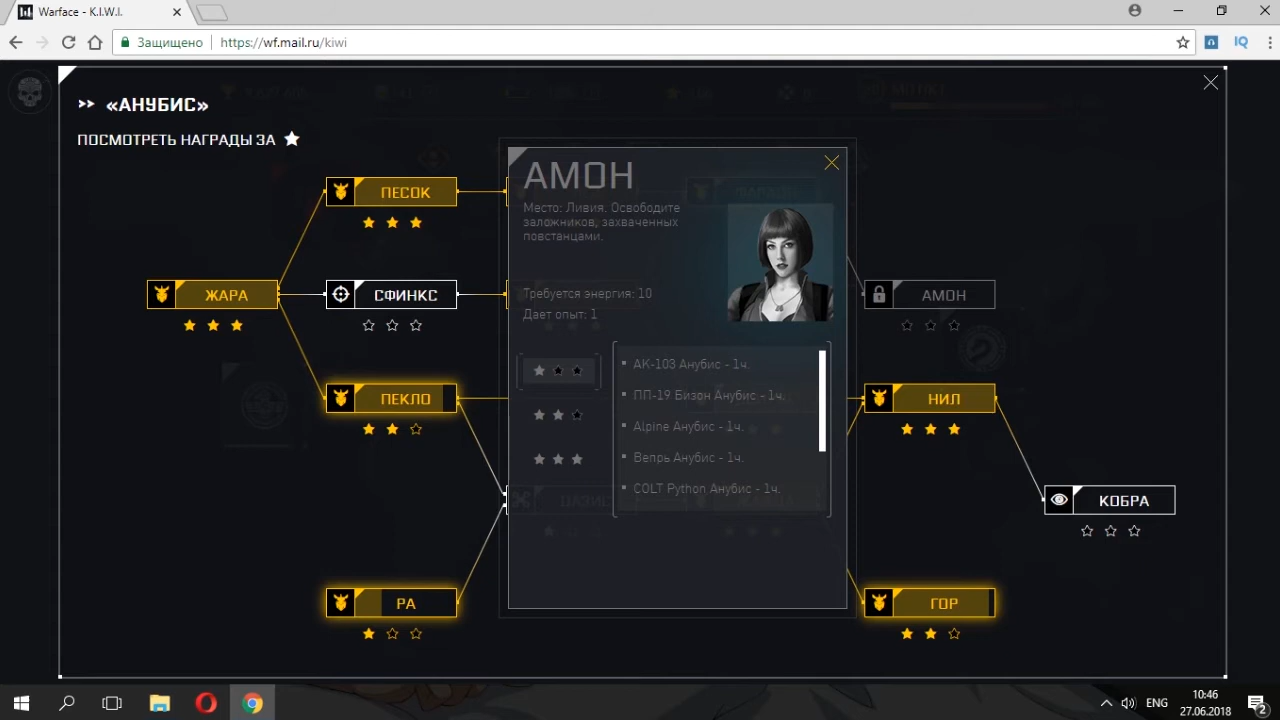 Warface - K.I.W.I.
Защищено
https://wf.mail.ru/kiwi
IQ
>> «АНУБИС»
ПОСМОТРЕТЬ НАГРАДЫ ЗА
ПЕСОК
ЖАРА
СФИНКС
ПЕКЛО
РА
АМОН
Место: Ливия. Освободите
заложников, захваченных
повстанцами.
Требуется энергия: 10
Дает опыт: 1
АК-103 Анубис - 1ч.
ПП-19 Бизон Анубис - 1ч.
Alpine Анубис - 1ч.
Вепрь Анубис - 1ч.
COLT Python Анубис - 1ч.
АМОН
НИЛ
КОБРА
ГОР
ENG
10:46
27.06.2018
2